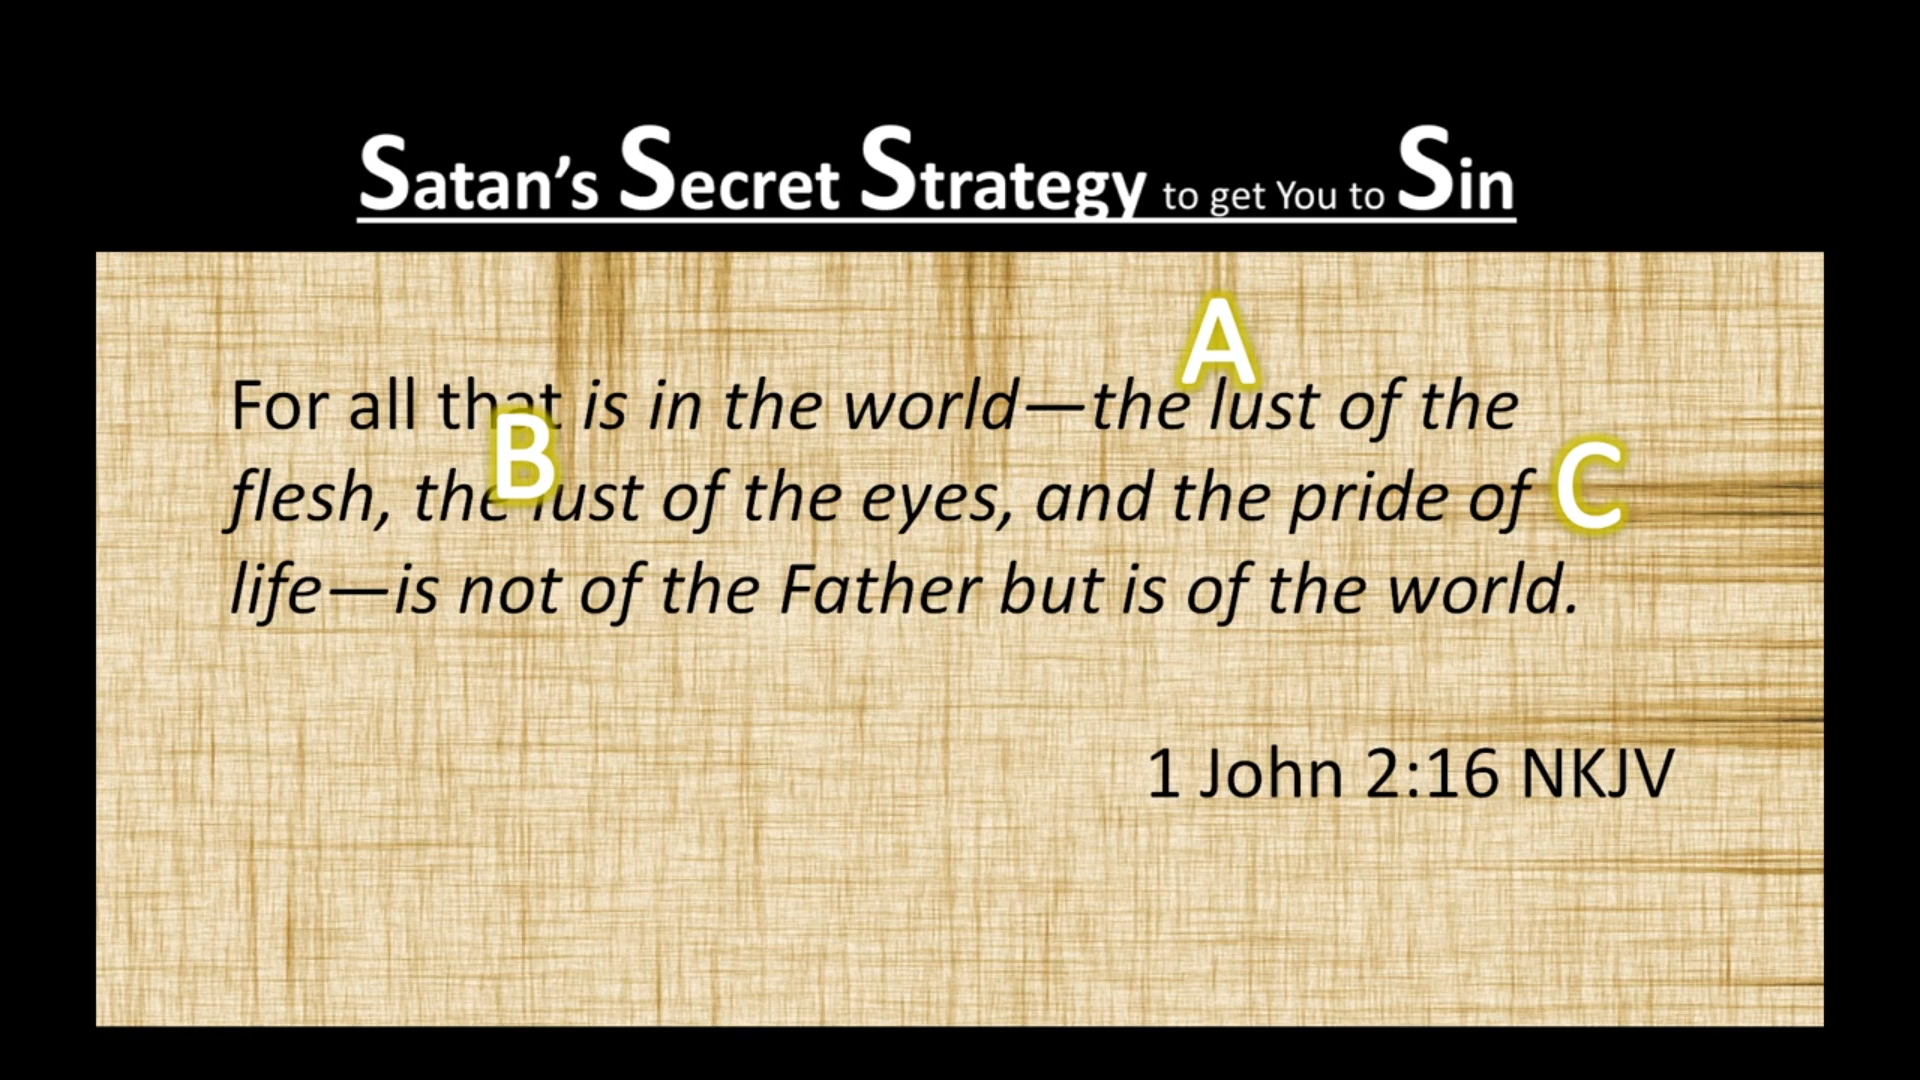 Satan’s Secret Strategy to get You to Sin
A
For all that is in the world—the lust of the
B
flesh, the lust of the eyes, and the pride of
C
life—is not of the Father but is of the world.
1 John 2:16 NKJV